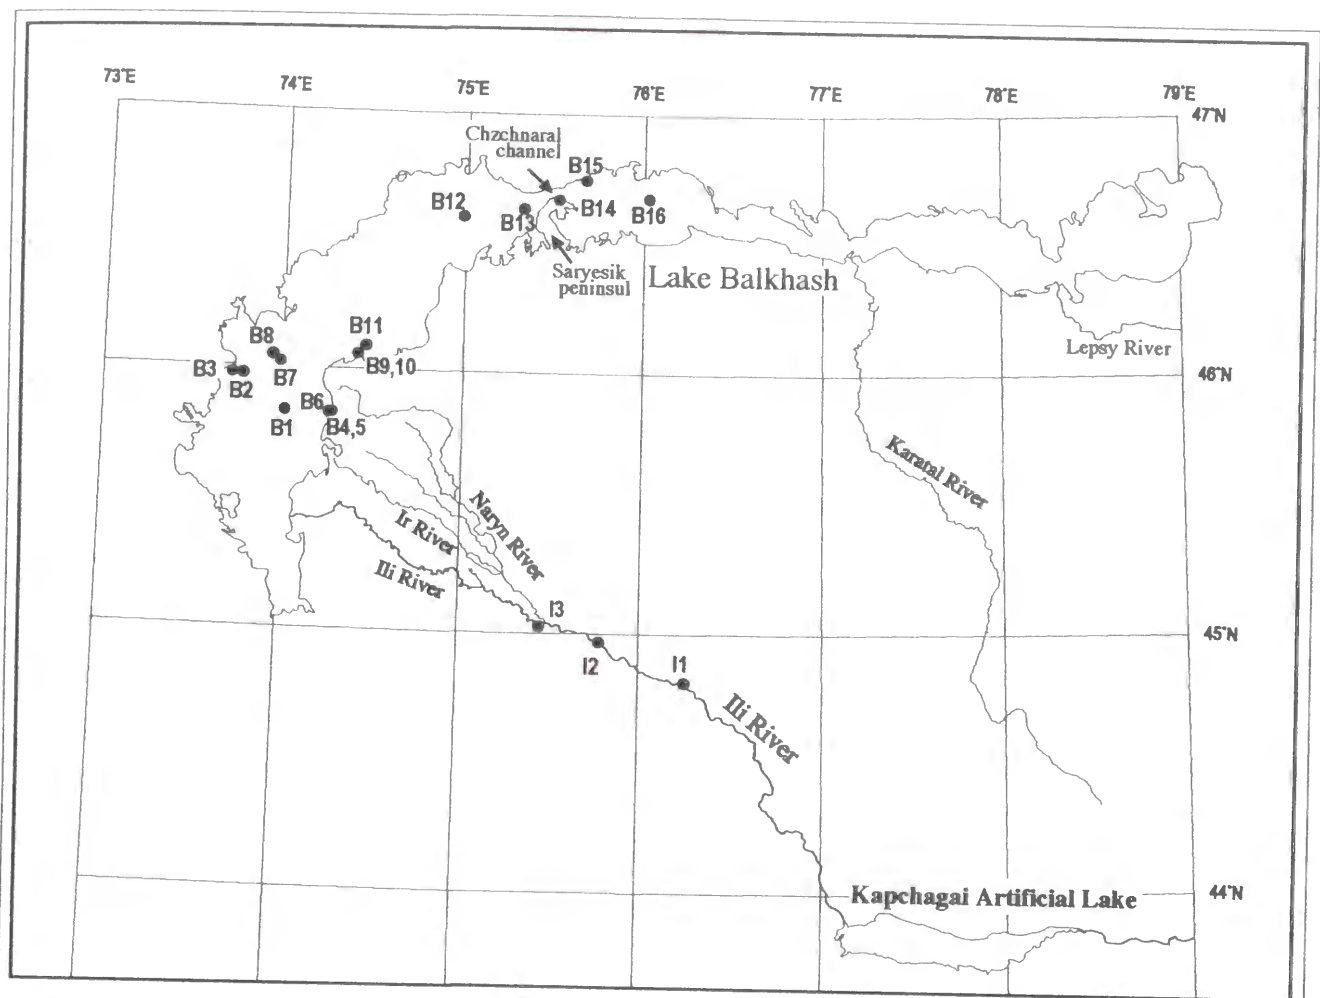 73°E 74°E 75°E 76°E 77°E 78°E 79°E
47°N
Chzchnaral
channel
B15
B12
B13
B14
B16
Saryesik
peninsul
Lake Balkhash
B8
B11
Lepsy River
B3
B2
B7
B9,10
46°N
B6
B1
B4,5
Karatal River
Naryn River
Ir River
Ili River
I3
45°N
I2
I1
Ili River
Kapchagai Artificial Lake
44°N